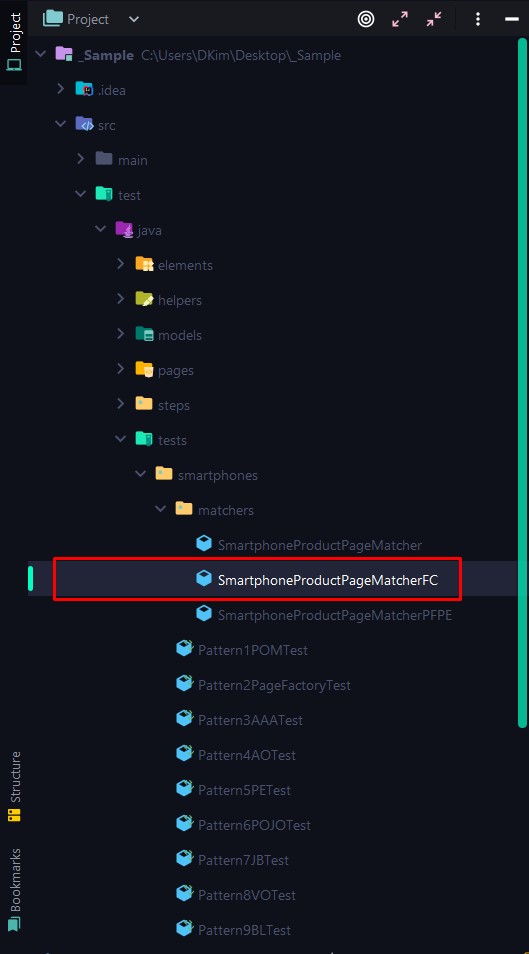 Project
Project
_Sample C:\Users\DKim\Desktop\_Sample
.idea
src
main
test
java
elements
helpers
models
pages
steps
tests
smartphones
matchers
SmartphoneProductPageMatcher
SmartphoneProductPageMatcherFC
SmartphoneProductPageMatcherPFPE
Pattern1POMTest
Pattern2PageFactoryTest
Pattern3AAATest
Pattern4AOTest
Pattern5PETest
Pattern6POJOTest
Pattern7JBTest
Pattern8VOTest
Pattern9BLTest
Structure
Bookmarks